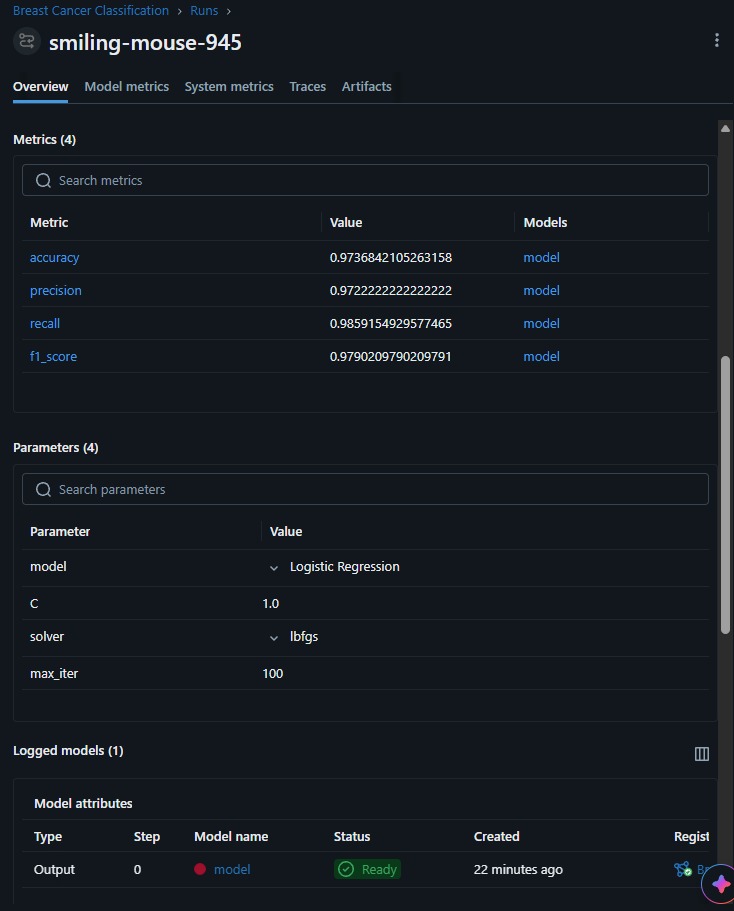 Breast Cancer Classification › Runs ›
smiling-mouse-945
Overview Model metrics System metrics Traces Artifacts
Metrics (4)
Search metrics
Metric Value Models
accuracy 0.9736842105263158 model
precision 0.9722222222222222 model
recall 0.9859154929577465 model
f1_score 0.9790209790209791 model
Parameters (4)
Search parameters
Parameter Value
model Logistic Regression
C 1.0
solver lbfgs
max_iter 100
Logged models (1)
Model attributes
Type Step Model name Status Created Regist
Output 0 model Ready 22 minutes ago